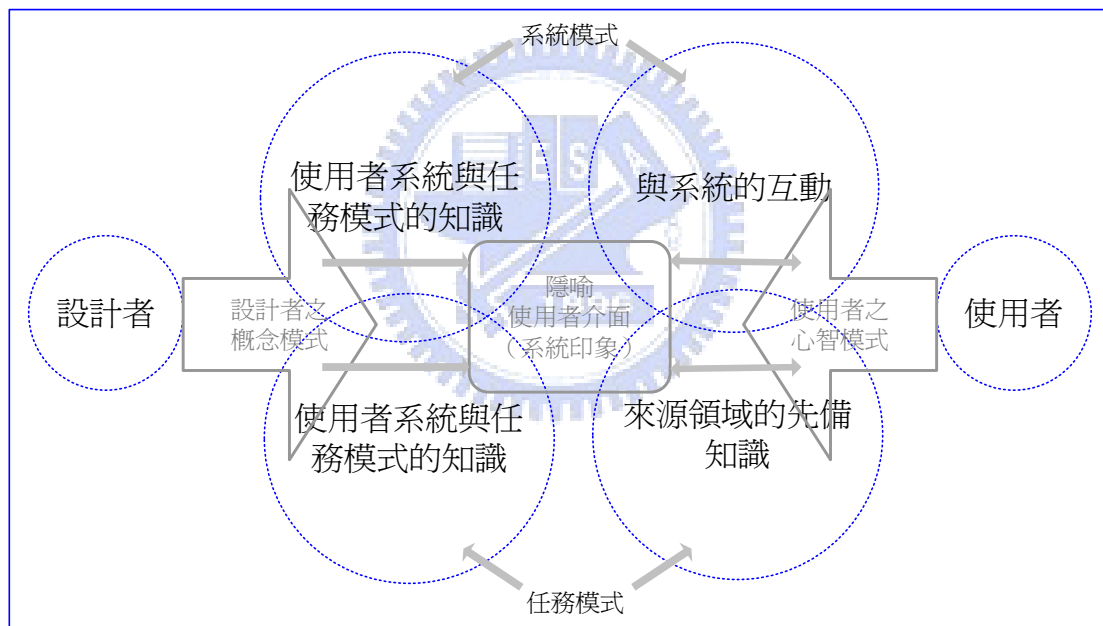 系統模式
使用者系統與任
務模式的知識
與系統的互動
設計者
設計者之
概念模式
隱喻
使用者介面
（系統印象）
使用者之
心智模式
使用者
使用者系統與任
務模式的知識
來源領域的先備
知識
任務模式